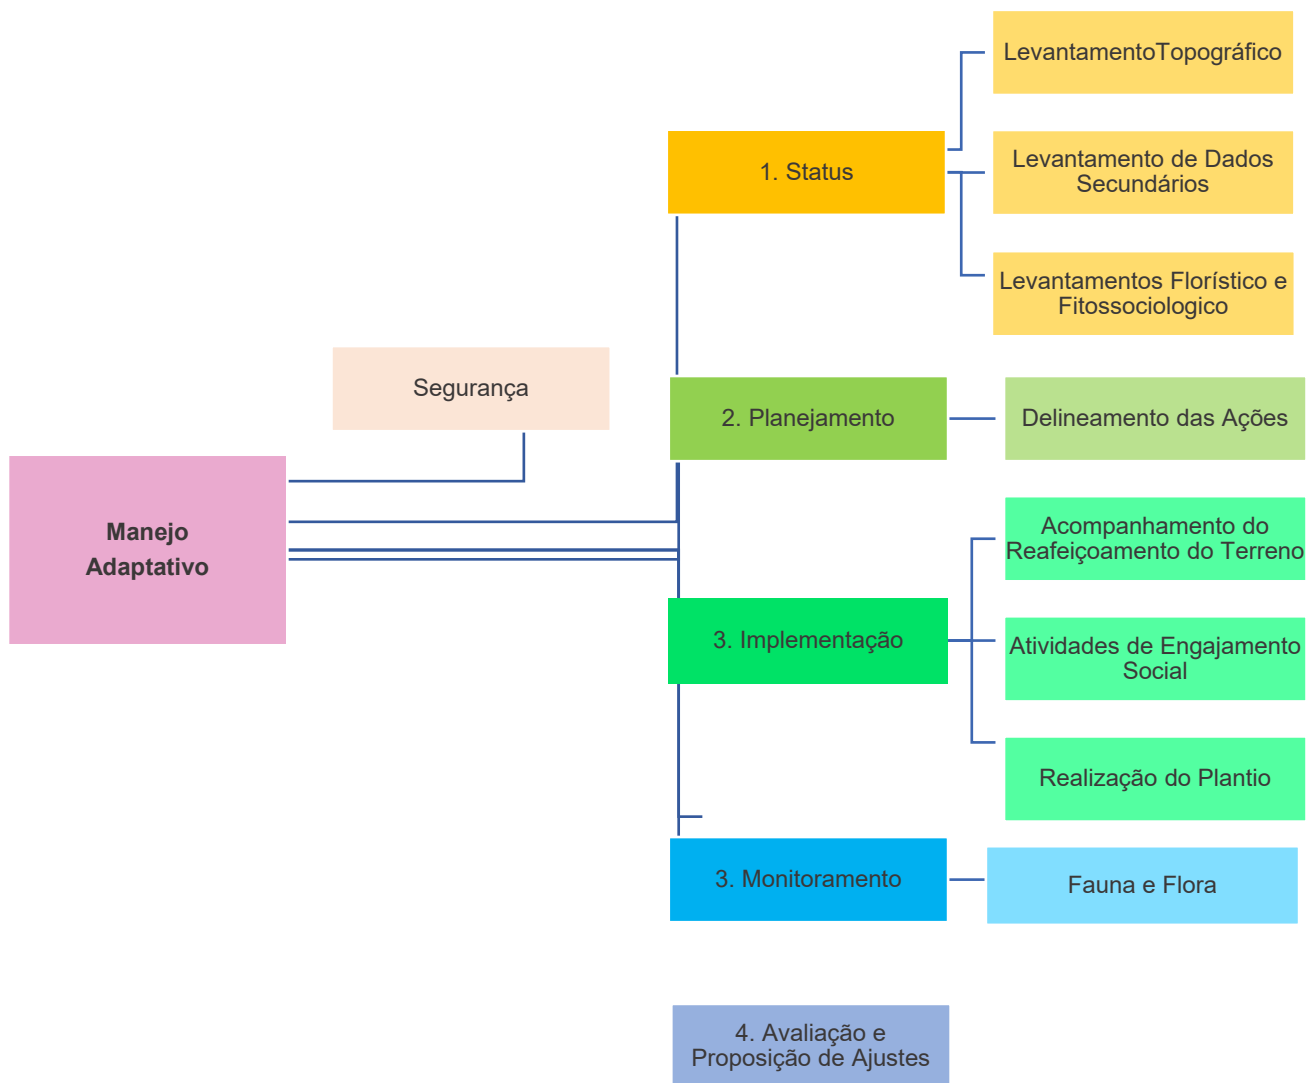 LevantamentoTopográfico
1. Status
Levantamento de Dados
Secundários
Levantamentos Florístico e
Fitossociologico
Segurança
2. Planejamento
Delineamento das Ações
Manejo
Adaptativo
Acompanhamento do
Reafeiçoamento do Terreno
3. Implementação
Atividades de Engajamento
Social
Realização do Plantio
3. Monitoramento
Fauna e Flora
4. Avaliação e
Proposição de Ajustes